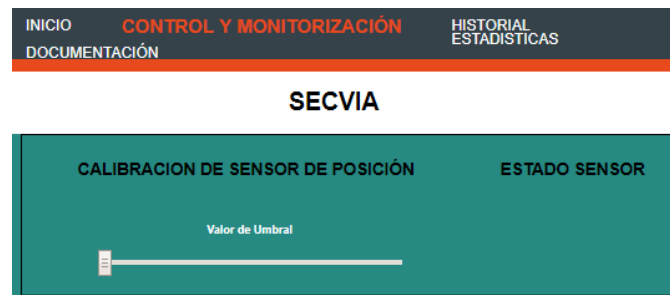 INICIO CONTROL Y MONITORIZACIÓN HISTORIAL
ESTADISTICAS
DOCUMENTACIÓN
SECVIA
CALIBRACION DE SENSOR DE POSICIÓN ESTADO SENSOR
Valor de Umbral